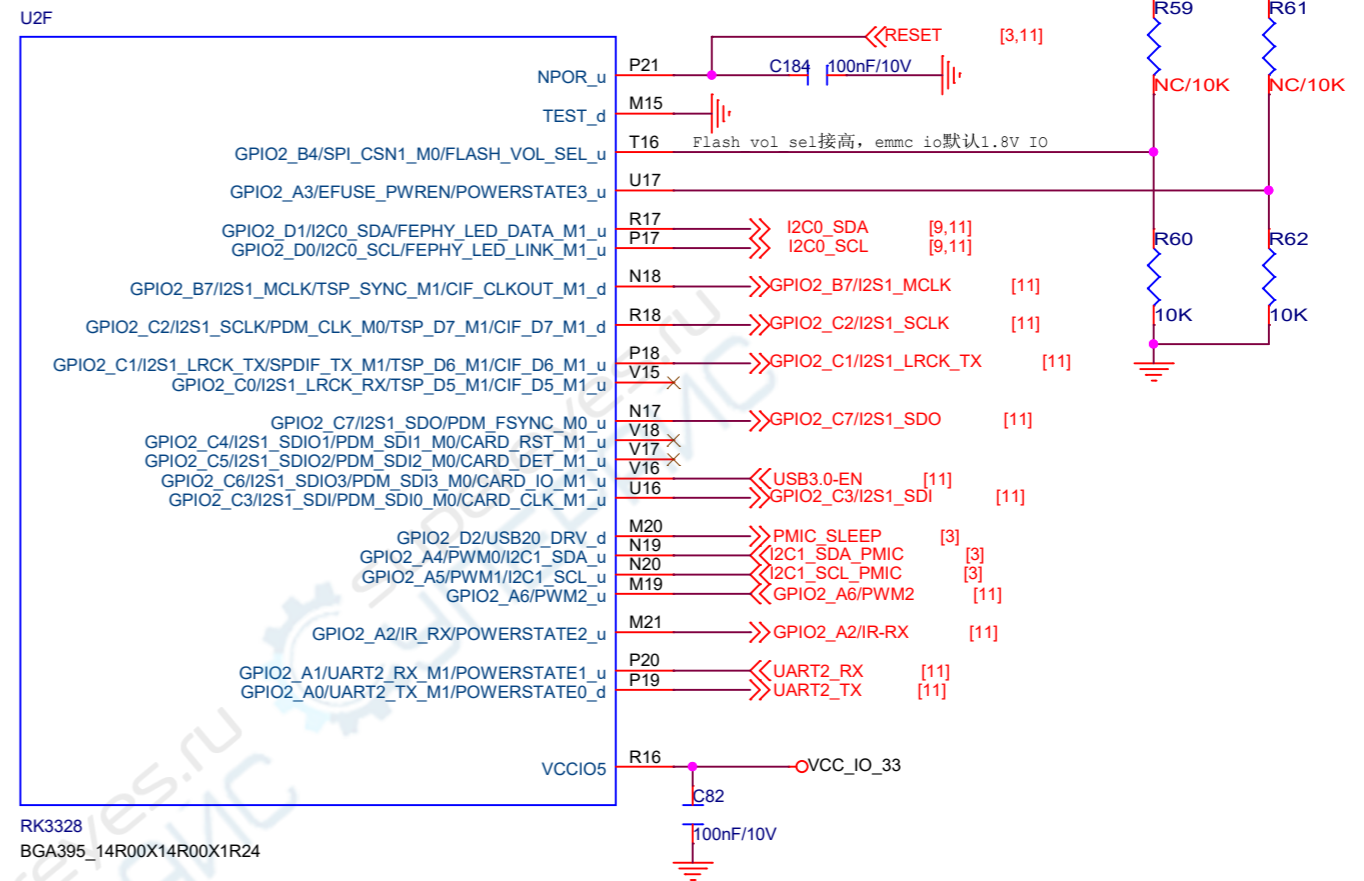 U2F
R59 R61
RESET [3,11]
NPOR_u P21 C184 100nF/10V
NC/10K NC/10K
TEST_d M15
GPIO2_B4/SPI_CSN1_M0/FLASH_VOL_SEL_u T16 Flash vol sel接高，emmc io默认1.8V IO
GPIO2_A3/EFUSE_PWREN/POWERSTATE3_u U17
GPIO2_D1/I2C0_SDA/FEPHY_LED_DATA_M1_u R17 I2C0_SDA [9,11]
GPIO2_D0/I2C0_SCL/FEPHY_LED_LINK_M1_u P17 I2C0_SCL [9,11]
R60 R62
GPIO2_B7/I2S1_MCLK/TSP_SYNC_M1/CIF_CLKOUT_M1_d N18 GPIO2_B7/I2S1_MCLK [11]
10K 10K
GPIO2_C2/I2S1_SCLK/PDM_CLK_M0/TSP_D7_M1/CIF_D7_M1_d R18 GPIO2_C2/I2S1_SCLK [11]
GPIO2_C1/I2S1_LRCK_TX/SPDIF_TX_M1/TSP_D6_M1/CIF_D6_M1_u P18 GPIO2_C1/I2S1_LRCK_TX [11]
GPIO2_C0/I2S1_LRCK_RX/TSP_D5_M1/CIF_D5_M1_u V15
GPIO2_C7/I2S1_SDO/PDM_FSYNC_M0_u N17 GPIO2_C7/I2S1_SDO [11]
GPIO2_C4/I2S1_SDIO1/PDM_SDI1_M0/CARD_RST_M1_u V18
GPIO2_C5/I2S1_SDIO2/PDM_SDI2_M0/CARD_DET_M1_u V17
GPIO2_C6/I2S1_SDIO3/PDM_SDI3_M0/CARD_IO_M1_u V16 USB3.0-EN [11]
GPIO2_C3/I2S1_SDI/PDM_SDI0_M0/CARD_CLK_M1_u U16 GPIO2_C3/I2S1_SDI [11]
GPIO2_D2/USB20_DRV_d M20 PMIC_SLEEP [3]
GPIO2_A4/PWM0/I2C1_SDA_u N19 I2C1_SDA_PMIC [3]
GPIO2_A5/PWM1/I2C1_SCL_u N20 I2C1_SCL_PMIC [3]
GPIO2_A6/PWM2_u M19 GPIO2_A6/PWM2 [11]
GPIO2_A2/IR_RX/POWERSTATE2_u M21 GPIO2_A2/IR-RX [11]
GPIO2_A1/UART2_RX_M1/POWERSTATE1_u P20 UART2_RX [11]
GPIO2_A0/UART2_TX_M1/POWERSTATE0_d P19 UART2_TX [11]
VCCIO5 R16 VCC_IO_33
C82
100nF/10V
RK3328
BGA395_14R00X14R00X1R24